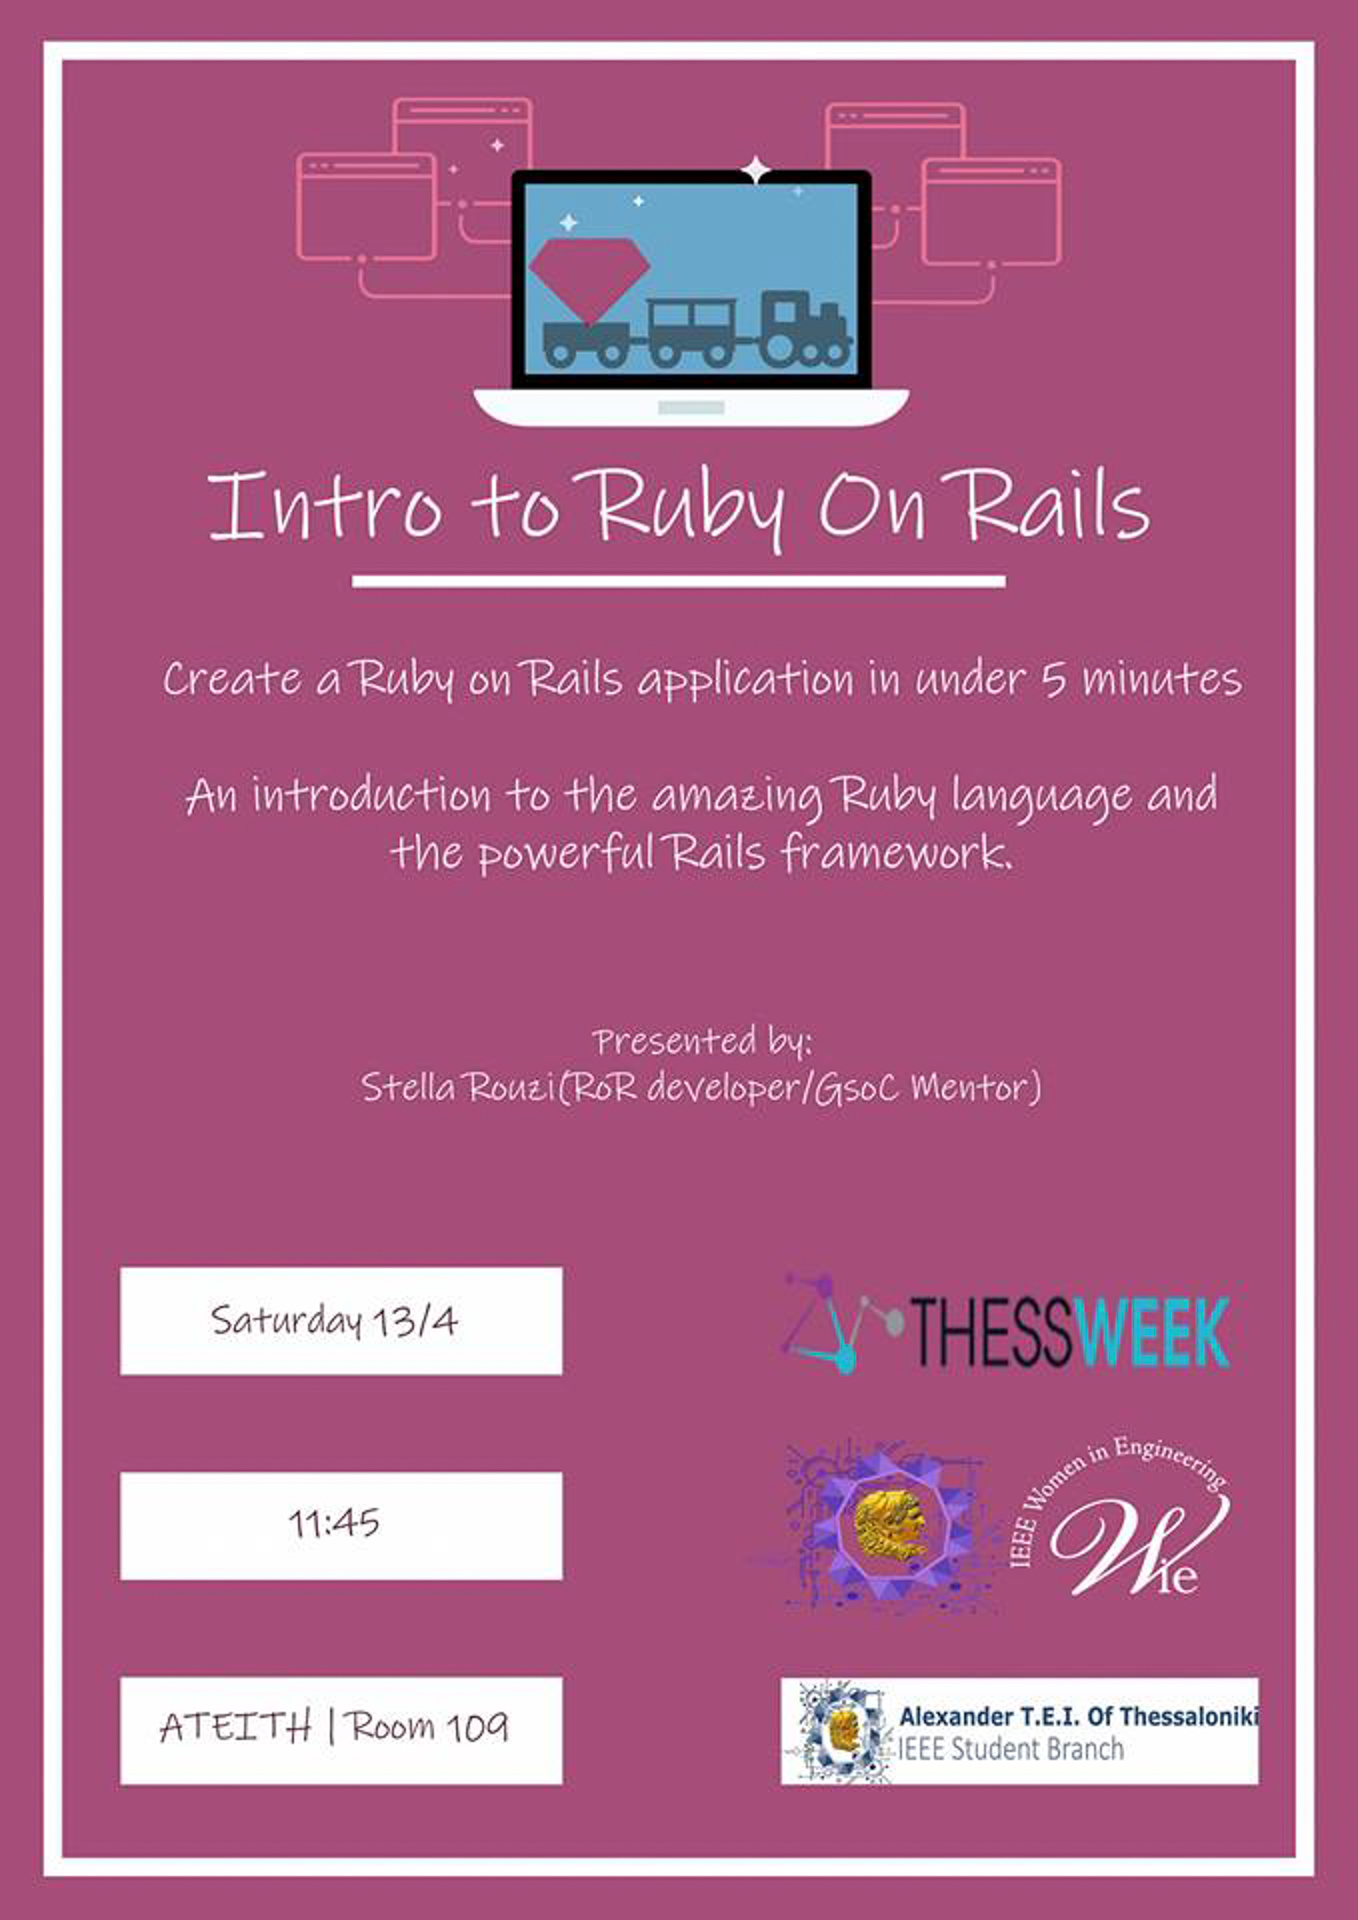 Intro to Ruby On Rails
Create a Ruby on Rails application in under 5 minutes
An introduction to the amazing Ruby language and
the powerful Rails framework.
Presented by:
Stella Rouzi(RoR developer/GsoC Mentor)
Saturday 13/4
THESSWEEK
11:45
IEEE Women in Engineering
Wie
ATEITH | Room 109
Alexander T.E.I. Of Thessaloniki
IEEE Student Branch